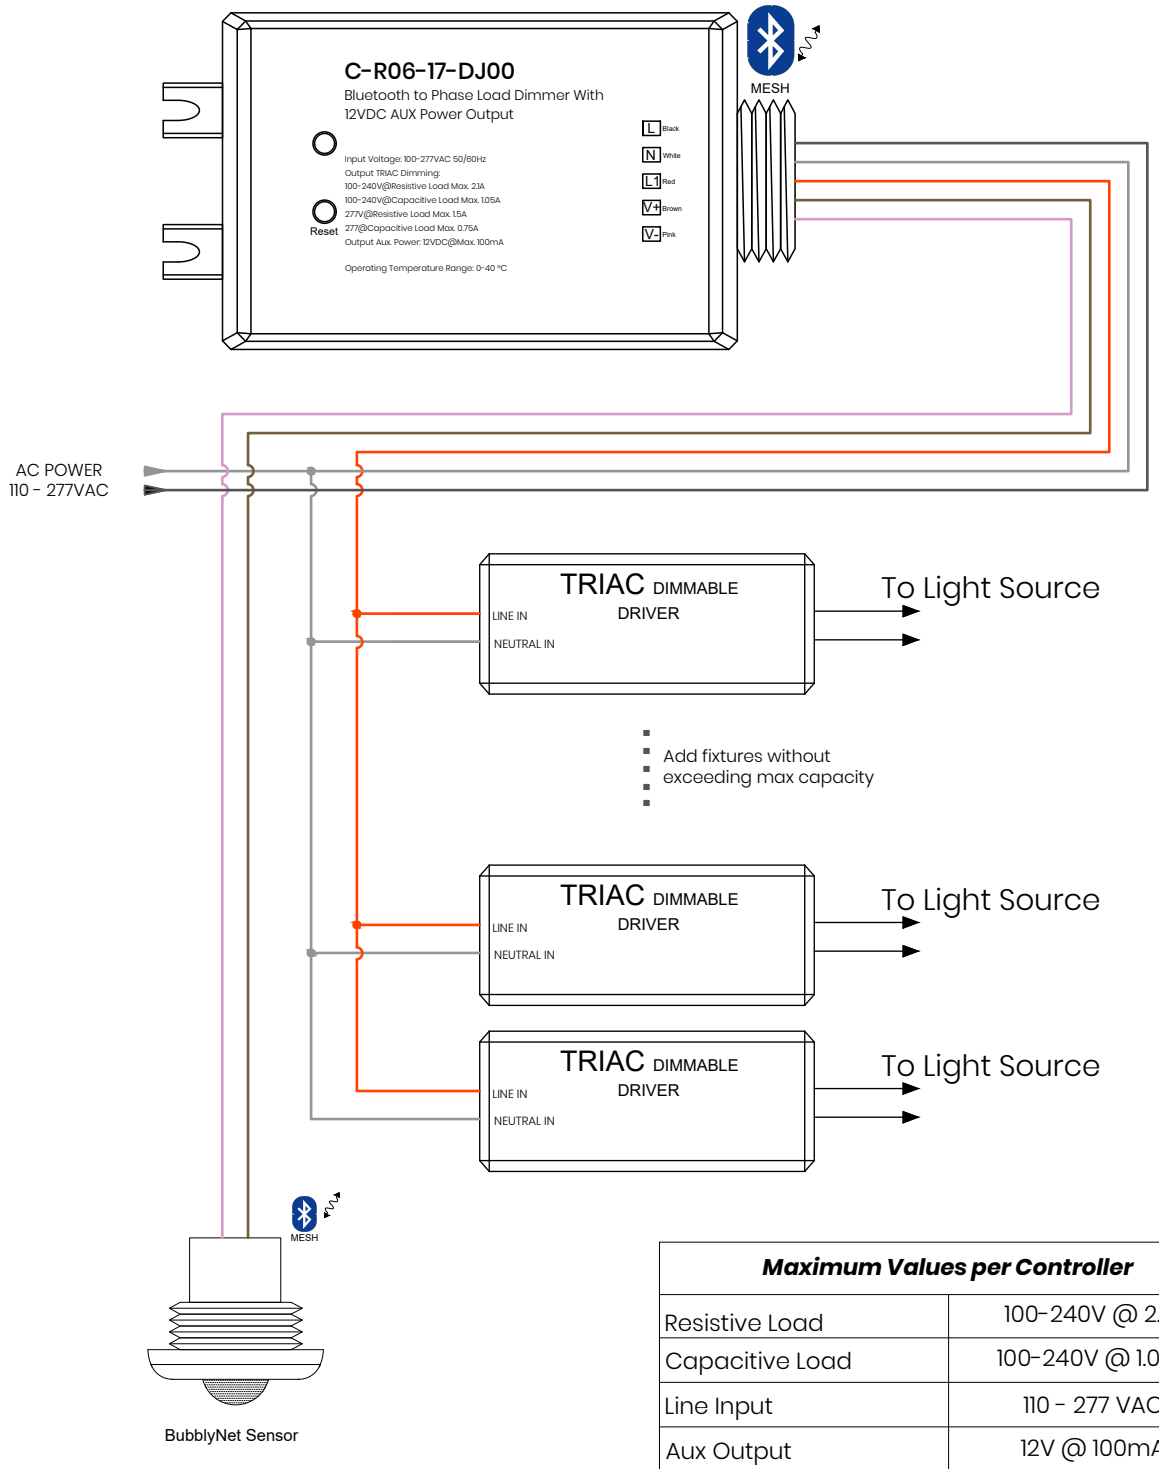 C-R06-17-DJ00
Bluetooth to Phase Load Dimmer With
12VDC AUX Power Output
Input Voltage: 100-277VAC 50/60Hz
Output TRIAC Dimming:
100-240V@Resistive Load Max. 2.1A
100-240V@Capacitive Load Max. 1.05A
277V@Resistive Load Max. 1.5A
277@Capacitive Load Max. 0.75A
Output Aux. Power: 12VDC@Max. 100mA
Operating Temperature Range: 0-40 °C
Reset
L Black
N White
L1 Red
V+ Brown
V- Pink
MESH
AC POWER
110 - 277VAC
TRIAC DIMMABLE
DRIVER
LINE IN
NEUTRAL IN
To Light Source
Add fixtures without
exceeding max capacity
TRIAC DIMMABLE
DRIVER
LINE IN
NEUTRAL IN
To Light Source
TRIAC DIMMABLE
DRIVER
LINE IN
NEUTRAL IN
To Light Source
MESH
BubblyNet Sensor
Maximum Values per Controller
Resistive Load 100-240V @ 2.
Capacitive Load 100-240V @ 1.0
Line Input 110 - 277 VAC
Aux Output 12V @ 100mA